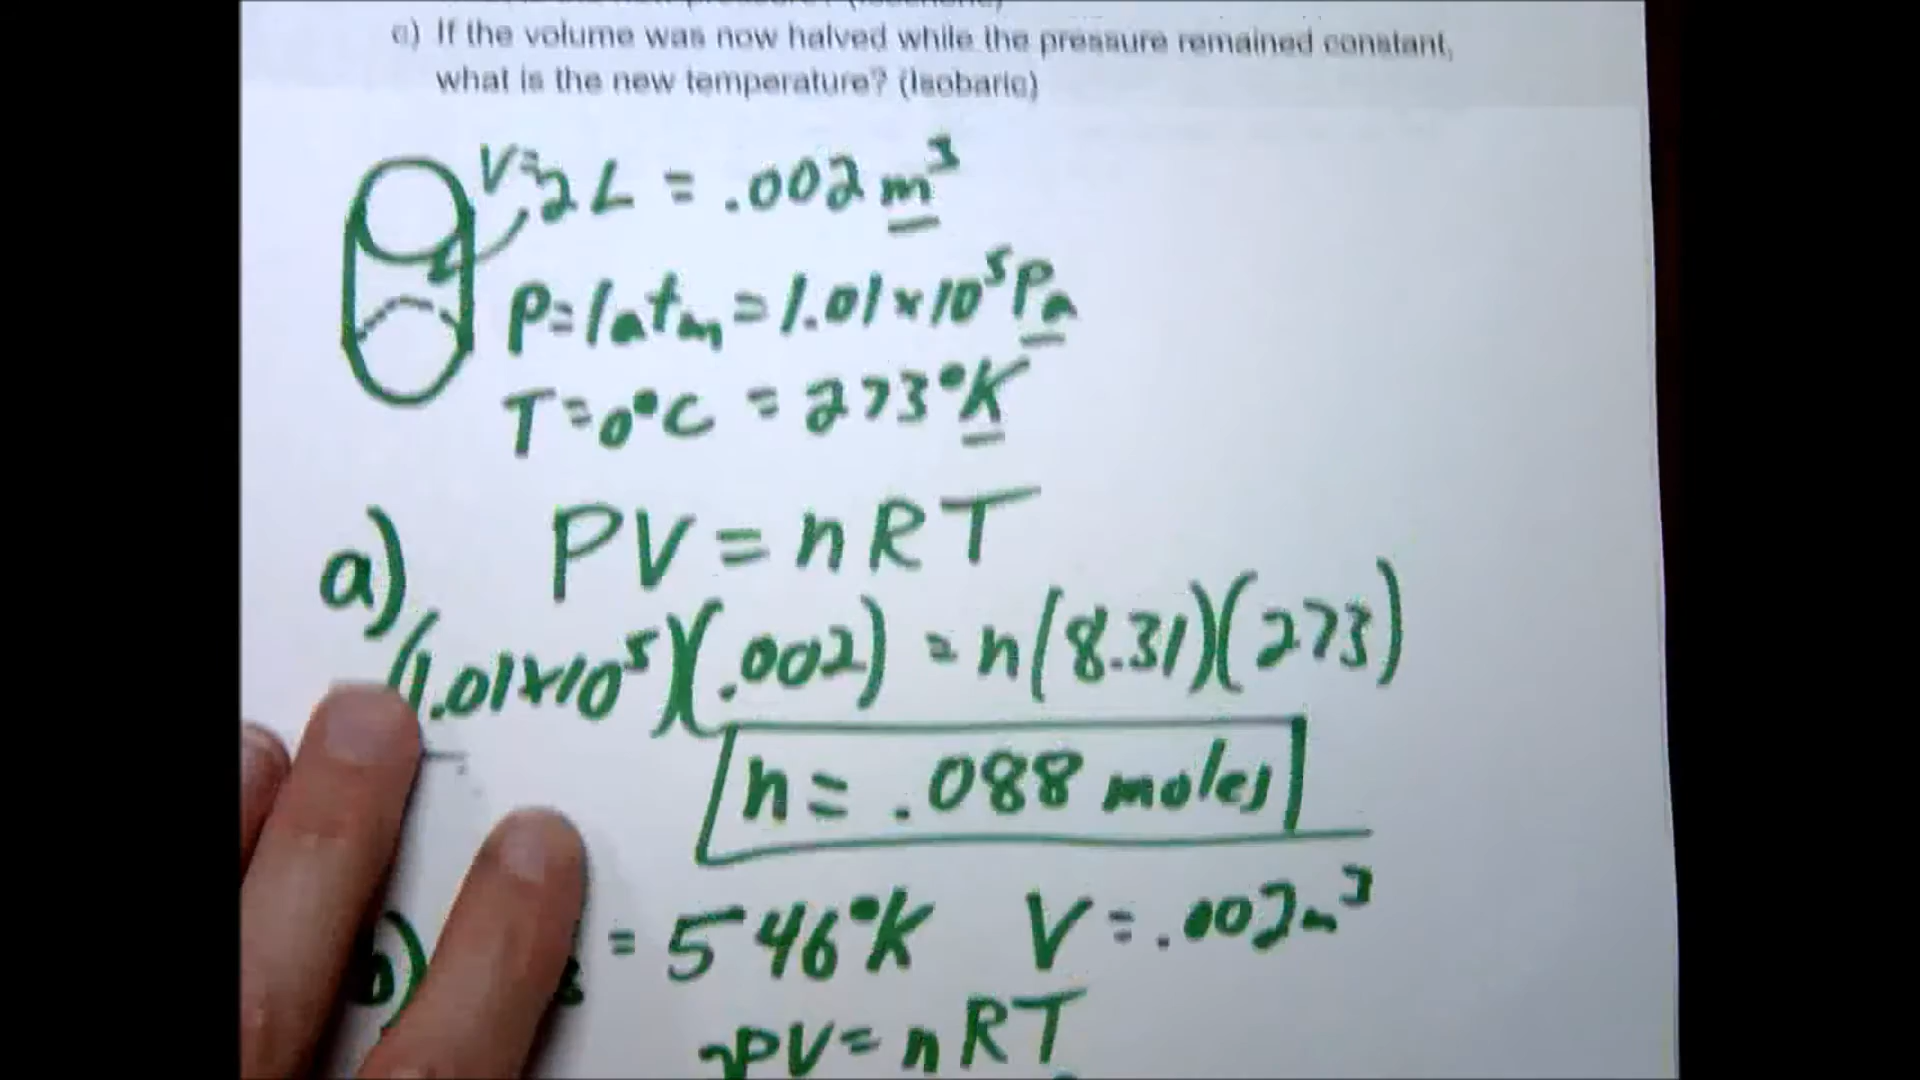 c) If the volume was now halved while the pressure remained constant,
what is the new temperature? (Isobaric)
V=2L = .002 m³
P=1atm = 1.01×10⁵Pa
T=0°C = 273°K
a) PV = nRT
(1.01×10⁵)(.002) = n(8.31)(273)
n = .088 moles
b) = 546°K V = .002m³
PV = nRT